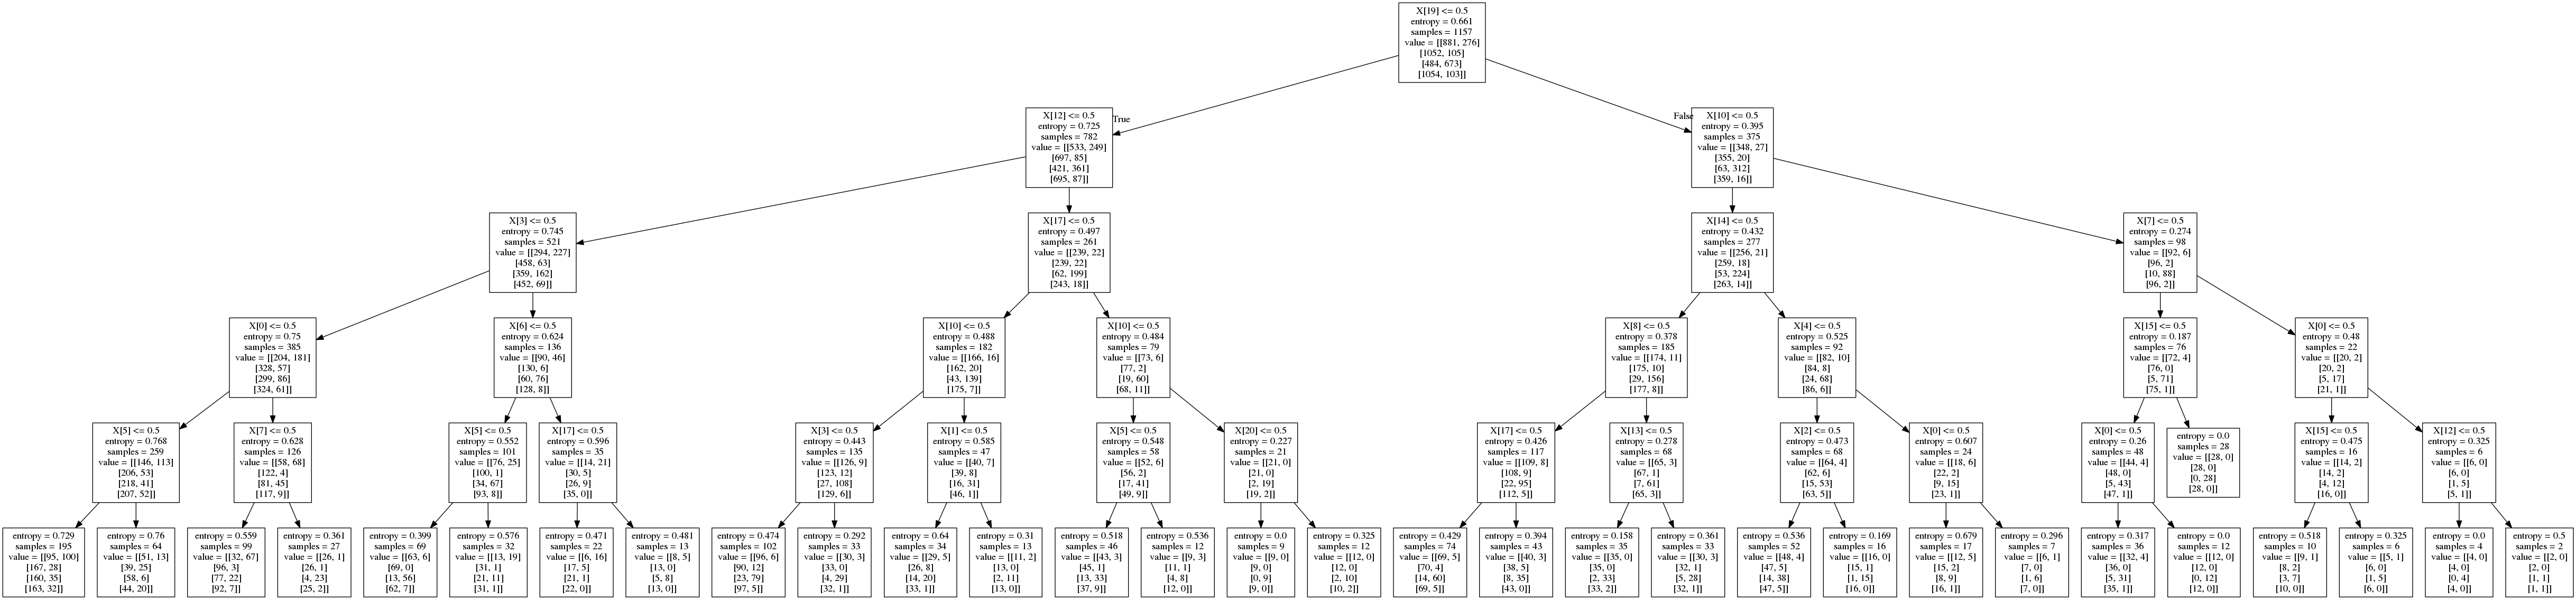 X[19] <= 0.5
entropy = 0.661
samples = 1157
value = [[881, 276]
[1052, 105]
[484, 673]
[1054, 103]]
True
False
X[12] <= 0.5
entropy = 0.725
samples = 782
value = [[533, 249]
[697, 85]
[421, 361]
[695, 87]]
X[10] <= 0.5
entropy = 0.395
samples = 375
value = [[348, 27]
[355, 20]
[63, 312]
[359, 16]]
X[3] <= 0.5
entropy = 0.745
samples = 521
value = [[294, 227]
[458, 63]
[359, 162]
[452, 69]]
X[17] <= 0.5
entropy = 0.497
samples = 261
value = [[239, 22]
[239, 22]
[62, 199]
[243, 18]]
X[14] <= 0.5
entropy = 0.432
samples = 277
value = [[256, 21]
[259, 18]
[53, 224]
[263, 14]]
X[7] <= 0.5
entropy = 0.274
samples = 98
value = [[92, 6]
[96, 2]
[10, 88]
[96, 2]]
X[0] <= 0.5
entropy = 0.75
samples = 385
value = [[204, 181]
[328, 57]
[299, 86]
[324, 61]]
X[6] <= 0.5
entropy = 0.624
samples = 136
value = [[90, 46]
[130, 6]
[60, 76]
[128, 8]]
X[10] <= 0.5
entropy = 0.488
samples = 182
value = [[166, 16]
[162, 20]
[43, 139]
[175, 7]]
X[10] <= 0.5
entropy = 0.484
samples = 79
value = [[73, 6]
[77, 2]
[19, 60]
[68, 11]]
X[8] <= 0.5
entropy = 0.378
samples = 185
value = [[174, 11]
[175, 10]
[29, 156]
[177, 8]]
X[4] <= 0.5
entropy = 0.525
samples = 92
value = [[82, 10]
[84, 8]
[24, 68]
[86, 6]]
X[15] <= 0.5
entropy = 0.187
samples = 76
value = [[72, 4]
[76, 0]
[5, 71]
[75, 1]]
X[0] <= 0.5
entropy = 0.48
samples = 22
value = [[20, 2]
[20, 2]
[5, 17]
[21, 1]]
X[5] <= 0.5
entropy = 0.768
samples = 259
value = [[146, 113]
[206, 53]
[218, 41]
[207, 52]]
X[7] <= 0.5
entropy = 0.628
samples = 126
value = [[58, 68]
[122, 4]
[81, 45]
[117, 9]]
X[5] <= 0.5
entropy = 0.552
samples = 101
value = [[76, 25]
[100, 1]
[34, 67]
[93, 8]]
X[17] <= 0.5
entropy = 0.596
samples = 35
value = [[14, 21]
[30, 5]
[26, 9]
[35, 0]]
X[3] <= 0.5
entropy = 0.443
samples = 135
value = [[126, 9]
[123, 12]
[27, 108]
[129, 6]]
X[1] <= 0.5
entropy = 0.585
samples = 47
value = [[40, 7]
[39, 8]
[16, 31]
[46, 1]]
X[5] <= 0.5
entropy = 0.548
samples = 58
value = [[52, 6]
[56, 2]
[17, 41]
[49, 9]]
X[20] <= 0.5
entropy = 0.227
samples = 21
value = [[21, 0]
[21, 0]
[2, 19]
[19, 2]]
X[17] <= 0.5
entropy = 0.426
samples = 117
value = [[109, 8]
[108, 9]
[22, 95]
[112, 5]]
X[13] <= 0.5
entropy = 0.278
samples = 68
value = [[65, 3]
[67, 1]
[7, 61]
[65, 3]]
X[2] <= 0.5
entropy = 0.473
samples = 68
value = [[64, 4]
[62, 6]
[15, 53]
[63, 5]]
X[0] <= 0.5
entropy = 0.607
samples = 24
value = [[18, 6]
[22, 2]
[9, 15]
[23, 1]]
X[0] <= 0.5
entropy = 0.26
samples = 48
value = [[44, 4]
[48, 0]
[5, 43]
[47, 1]]
entropy = 0.0
samples = 28
value = [[28, 0]
[28, 0]
[0, 28]
[28, 0]]
X[15] <= 0.5
entropy = 0.475
samples = 16
value = [[14, 2]
[14, 2]
[4, 12]
[16, 0]]
X[12] <= 0.5
entropy = 0.325
samples = 6
value = [[6, 0]
[6, 0]
[1, 5]
[5, 1]]
entropy = 0.729
samples = 195
value = [[95, 100]
[167, 28]
[160, 35]
[163, 32]]
entropy = 0.76
samples = 64
value = [[51, 13]
[39, 25]
[58, 6]
[44, 20]]
entropy = 0.559
samples = 99
value = [[32, 67]
[96, 3]
[77, 22]
[92, 7]]
entropy = 0.361
samples = 27
value = [[26, 1]
[26, 1]
[4, 23]
[25, 2]]
entropy = 0.399
samples = 69
value = [[63, 6]
[69, 0]
[13, 56]
[62, 7]]
entropy = 0.576
samples = 32
value = [[13, 19]
[31, 1]
[21, 11]
[31, 1]]
entropy = 0.471
samples = 22
value = [[6, 16]
[17, 5]
[21, 1]
[22, 0]]
entropy = 0.481
samples = 13
value = [[8, 5]
[13, 0]
[5, 8]
[13, 0]]
entropy = 0.474
samples = 102
value = [[96, 6]
[90, 12]
[23, 79]
[97, 5]]
entropy = 0.292
samples = 33
value = [[30, 3]
[33, 0]
[4, 29]
[32, 1]]
entropy = 0.64
samples = 34
value = [[29, 5]
[26, 8]
[14, 20]
[33, 1]]
entropy = 0.31
samples = 13
value = [[11, 2]
[13, 0]
[2, 11]
[13, 0]]
entropy = 0.518
samples = 46
value = [[43, 3]
[45, 1]
[13, 33]
[37, 9]]
entropy = 0.536
samples = 12
value = [[9, 3]
[11, 1]
[4, 8]
[12, 0]]
entropy = 0.0
samples = 9
value = [[9, 0]
[9, 0]
[0, 9]
[9, 0]]
entropy = 0.325
samples = 12
value = [[12, 0]
[12, 0]
[2, 10]
[10, 2]]
entropy = 0.429
samples = 74
value = [[69, 5]
[70, 4]
[14, 60]
[69, 5]]
entropy = 0.394
samples = 43
value = [[40, 3]
[38, 5]
[8, 35]
[43, 0]]
entropy = 0.158
samples = 35
value = [[35, 0]
[35, 0]
[2, 33]
[33, 2]]
entropy = 0.361
samples = 33
value = [[30, 3]
[32, 1]
[5, 28]
[32, 1]]
entropy = 0.536
samples = 52
value = [[48, 4]
[47, 5]
[14, 38]
[47, 5]]
entropy = 0.169
samples = 16
value = [[16, 0]
[15, 1]
[1, 15]
[16, 0]]
entropy = 0.679
samples = 17
value = [[12, 5]
[15, 2]
[8, 9]
[16, 1]]
entropy = 0.296
samples = 7
value = [[6, 1]
[7, 0]
[1, 6]
[7, 0]]
entropy = 0.317
samples = 36
value = [[32, 4]
[36, 0]
[5, 31]
[35, 1]]
entropy = 0.0
samples = 12
value = [[12, 0]
[12, 0]
[0, 12]
[12, 0]]
entropy = 0.518
samples = 10
value = [[9, 1]
[8, 2]
[3, 7]
[10, 0]]
entropy = 0.325
samples = 6
value = [[5, 1]
[6, 0]
[1, 5]
[6, 0]]
entropy = 0.0
samples = 4
value = [[4, 0]
[4, 0]
[0, 4]
[4, 0]]
entropy = 0.5
samples = 2
value = [[2, 0]
[2, 0]
[1, 1]
[1, 1]]